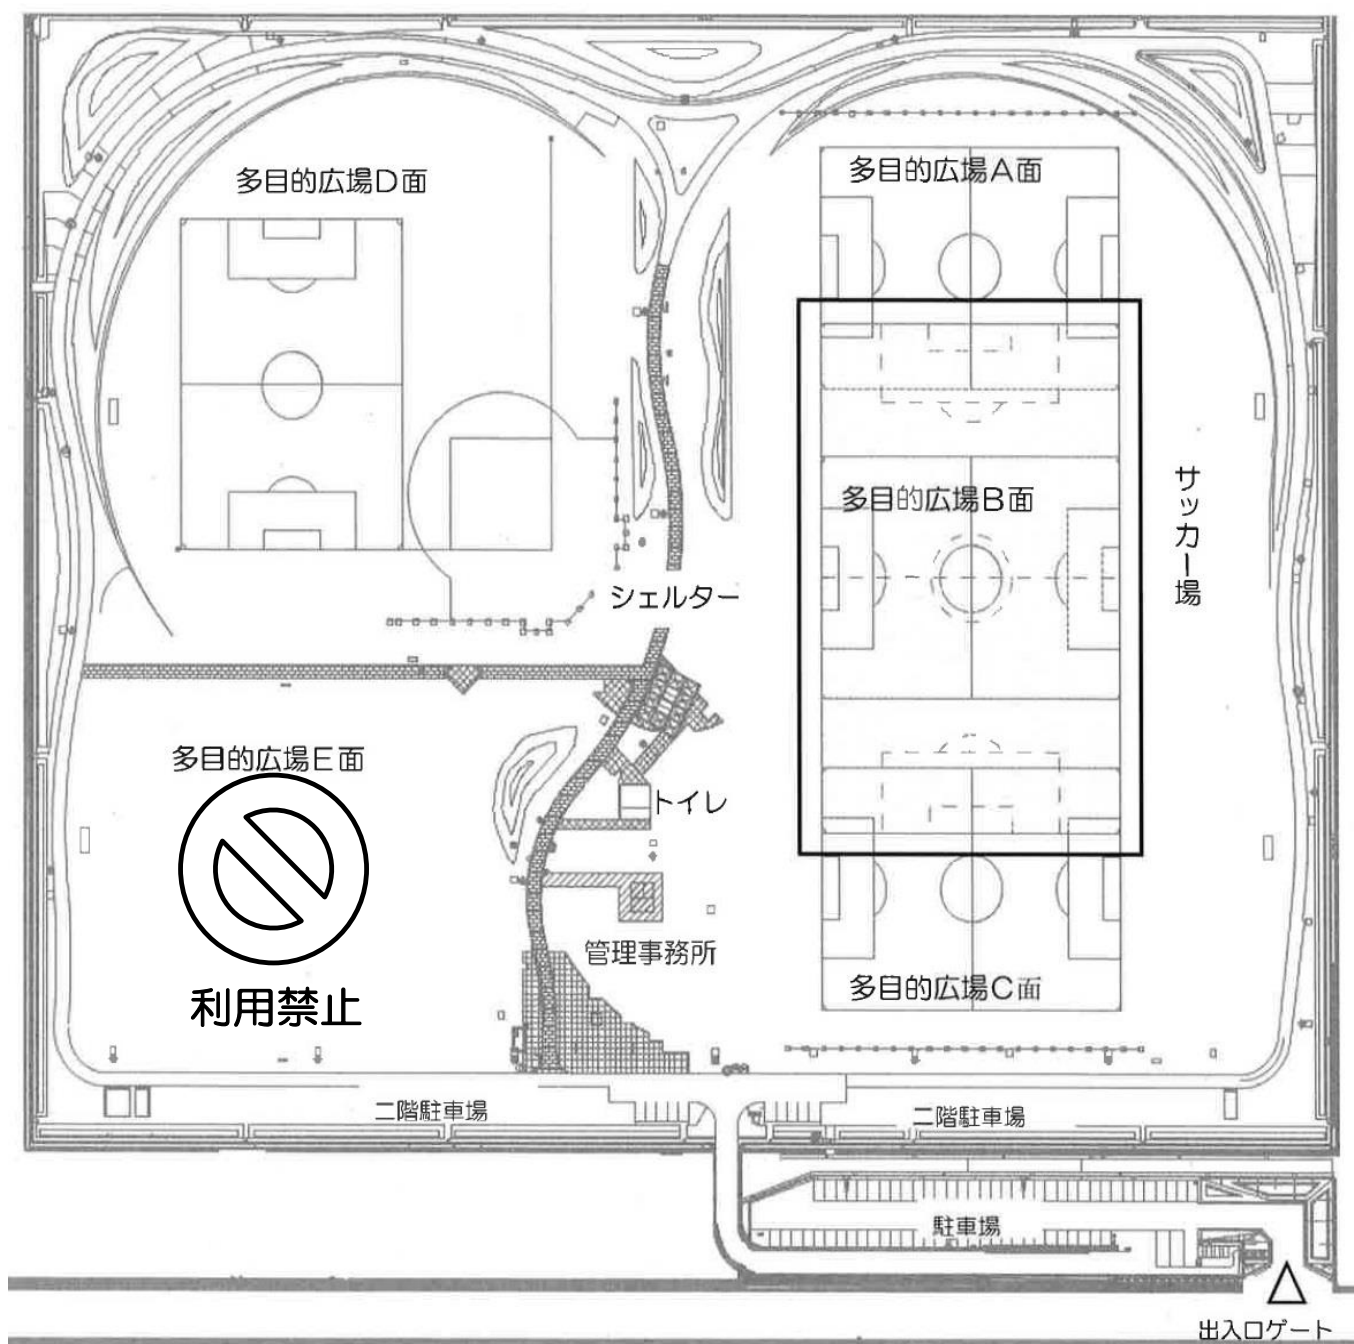 多目的広場D面
多目的広場A面
多目的広場B面
サッカー場
シェルター
多目的広場E面
トイレ
管理事務所
多目的広場C面
利用禁止
二階駐車場
二階駐車場
駐車場
出入口ゲート